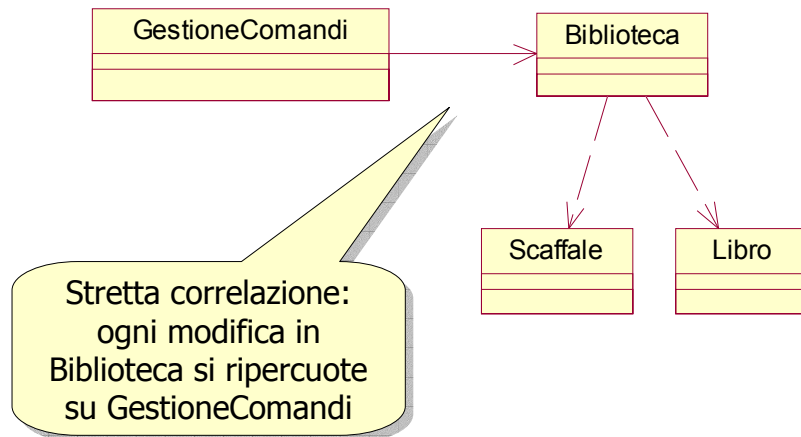 GestioneComandi
Biblioteca
Scaffale
Libro
Stretta correlazione:
ogni modifica in
Biblioteca si ripercuote
su GestioneComandi